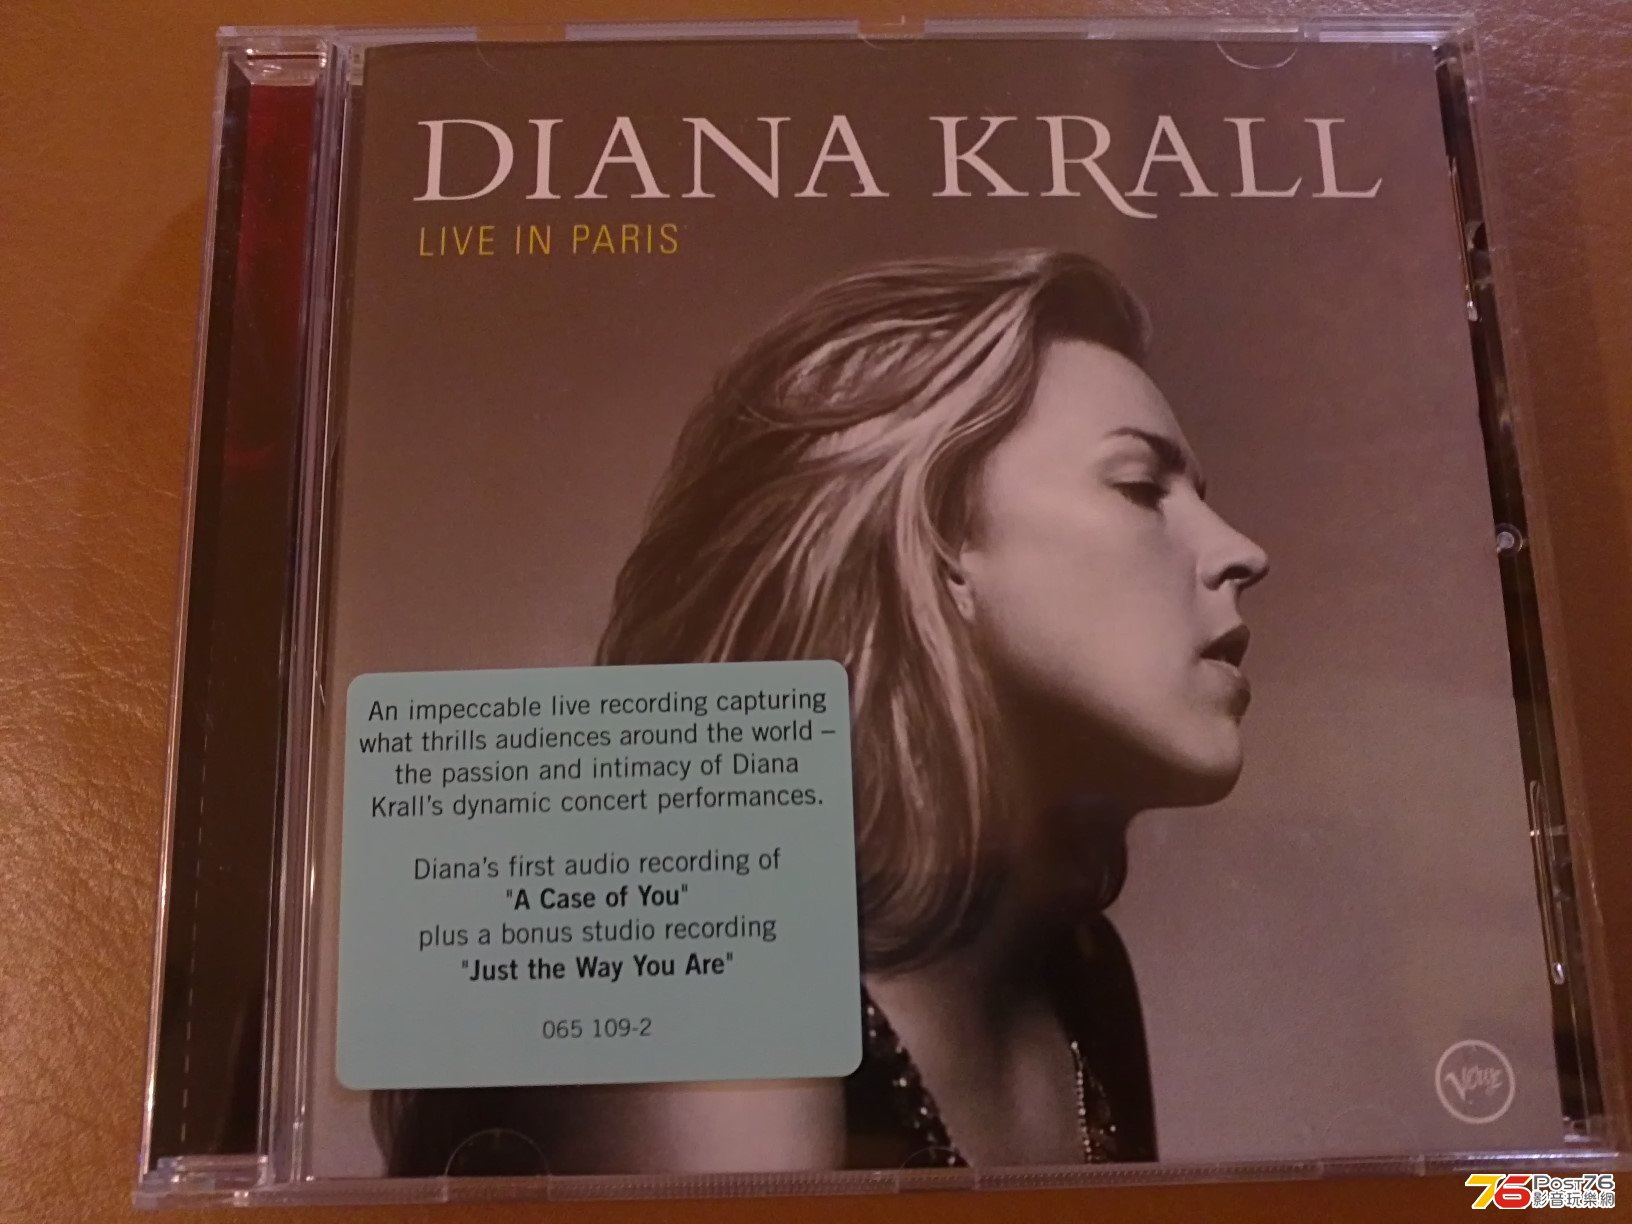 DIANA KRALL
LIVE IN PARIS
An impeccable live recording capturing
what thrills audiences around the world –
the passion and intimacy of Diana
Krall's dynamic concert performances.
Diana's first audio recording of
"A Case of You"
plus a bonus studio recording
"Just the Way You Are"
065 109-2
Verve
76 Post76
影音玩樂網